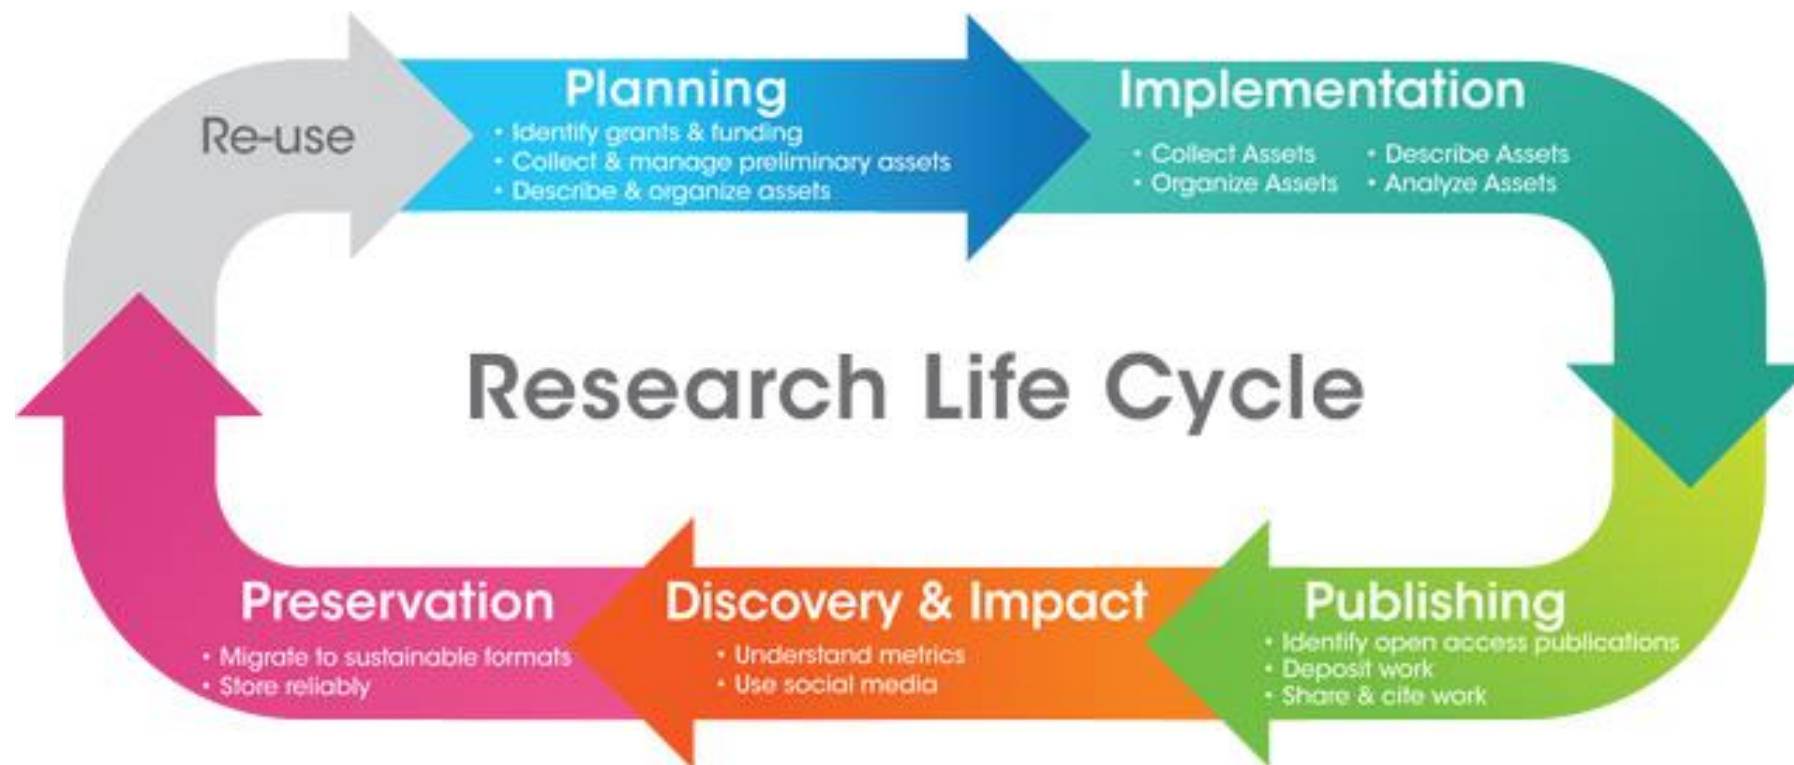 Re-use
Planning
• Identify grants & funding
• Collect & manage preliminary assets
• Describe & organize assets
Implementation
• Collect Assets
• Organize Assets
• Describe Assets
• Analyze Assets
Research Life Cycle
Publishing
• Identify open access publications
• Deposit work
• Share & cite work
Discovery & Impact
• Understand metrics
• Use social media
Preservation
• Migrate to sustainable formats
• Store reliably